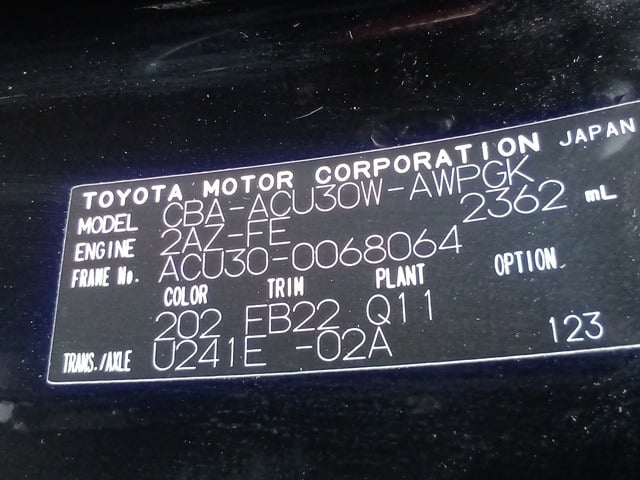 TOYOTA MOTOR CORPORATION JAPAN
MODEL CBA-ACU30W-AWPGK
ENGINE 2AZ-FE 2362 mL
FRAME No. ACU30-0068064
COLOR TRIM PLANT OPTION
202 FB22 Q11
TRANS./AXLE U241E -02A 123